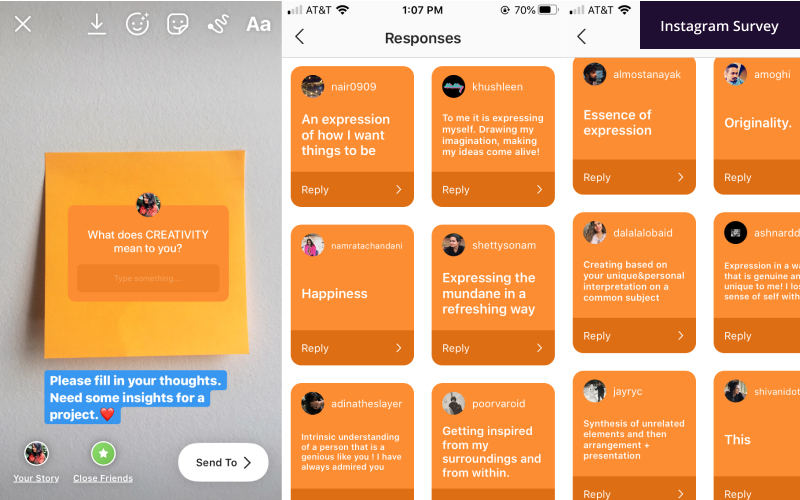 Aa
What does CREATIVITY
mean to you?
Type something...
Please fill in your thoughts.
Need some insights for a
project.❤️
Your Story
Close Friends
Send To
AT&T
1:07 PM
70%
Responses
nair0909
An expression
of how I want
things to be
Reply
khushleen
To me it is expressing
myself. Drawing my
imagination, making
my ideas come alive!
Reply
namratachandani
Happiness
Reply
shettysonam
Expressing the
mundane in a
refreshing way
Reply
adinatheslayer
Intrinsic understanding
of a person that is a
genious like you ! I have
always admired you
poorvaroid
Getting inspired
from my
surroundings and
from within.
AT&T
Instagram Survey
almostanayak
Essence of
expression
Reply
amoghi
Originality.
Reply
dalalalobaid
Creating based on
your unique&personal
interpretation on a
common subject
Reply
ashnardd
Expression in a wa
that is genuine an
unique to me! I los
sense of self with
Reply
jayryc
Synthesis of unrelated
elements and then
arrangement +
presentation
Reply
shivanidot
This
Reply